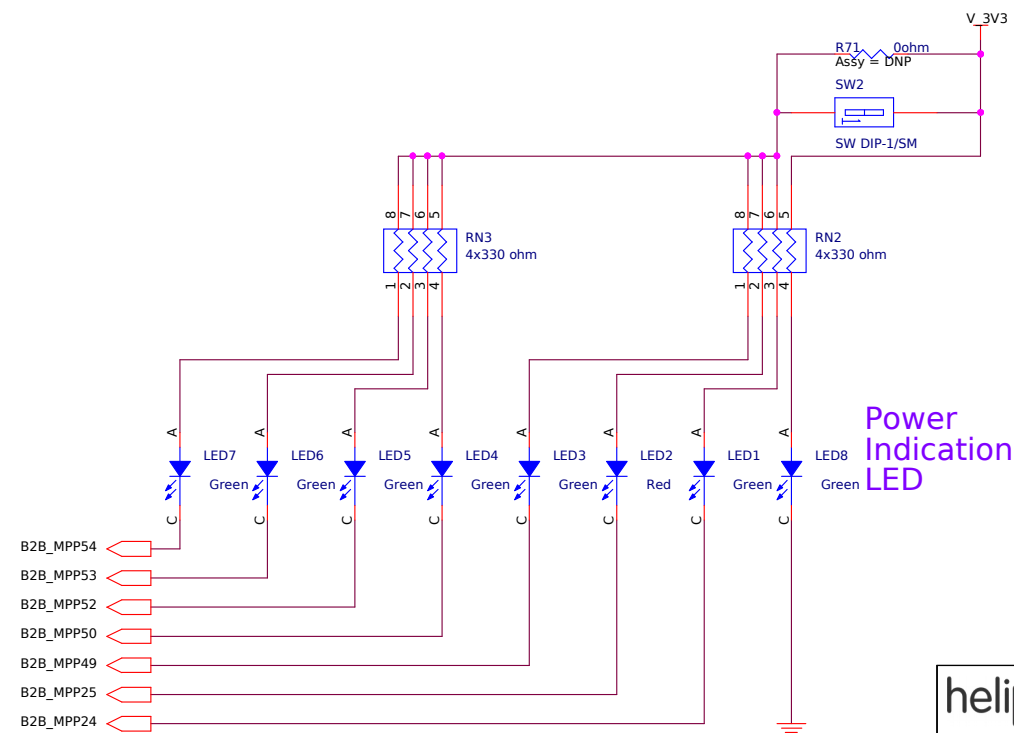 V_3V3
R71 0ohm
Assy = DNP
SW2
SW DIP-1/SM
8 7 6 5
RN3
4x330 ohm
1 2 3 4
8 7 6 5
RN2
4x330 ohm
1 2 3 4
Power
Indication
LED
A A A A A A A A
LED7 LED6 LED5 LED4 LED3 LED2 LED1 LED8
Green Green Green Green Green Red Green Green
C C C C C C C C
B2B_MPP54
B2B_MPP53
B2B_MPP52
B2B_MPP50
B2B_MPP49
B2B_MPP25
B2B_MPP24